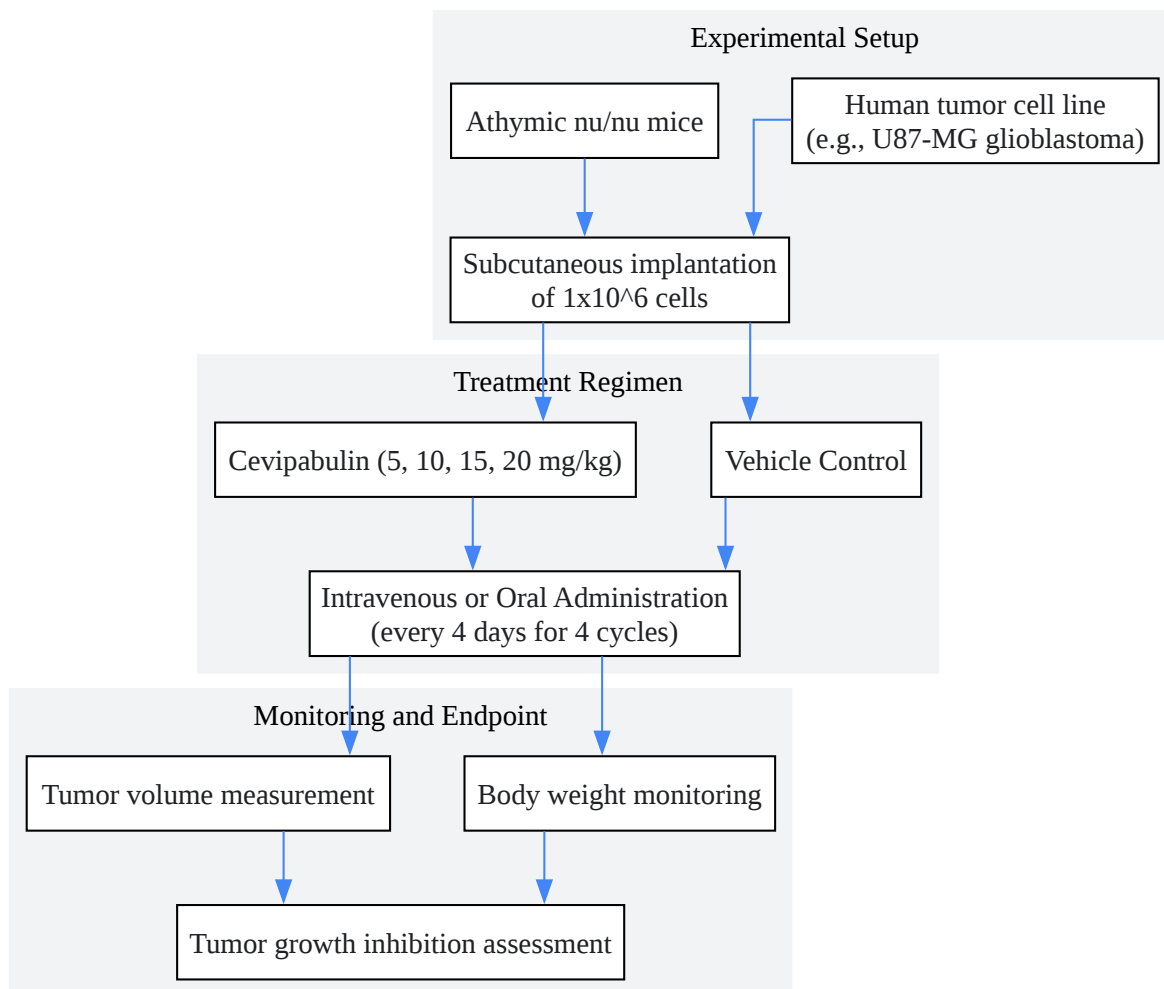 Experimental Setup
Athymic nu/nu mice
Human tumor cell line
(e.g., U87-MG glioblastoma)
Subcutaneous implantation
of 1x10^6 cells
Treatment Regimen
Cevipabulin (5, 10, 15, 20 mg/kg)
Vehicle Control
Intravenous or Oral Administration
(every 4 days for 4 cycles)
Monitoring and Endpoint
Tumor volume measurement
Body weight monitoring
Tumor growth inhibition assessment